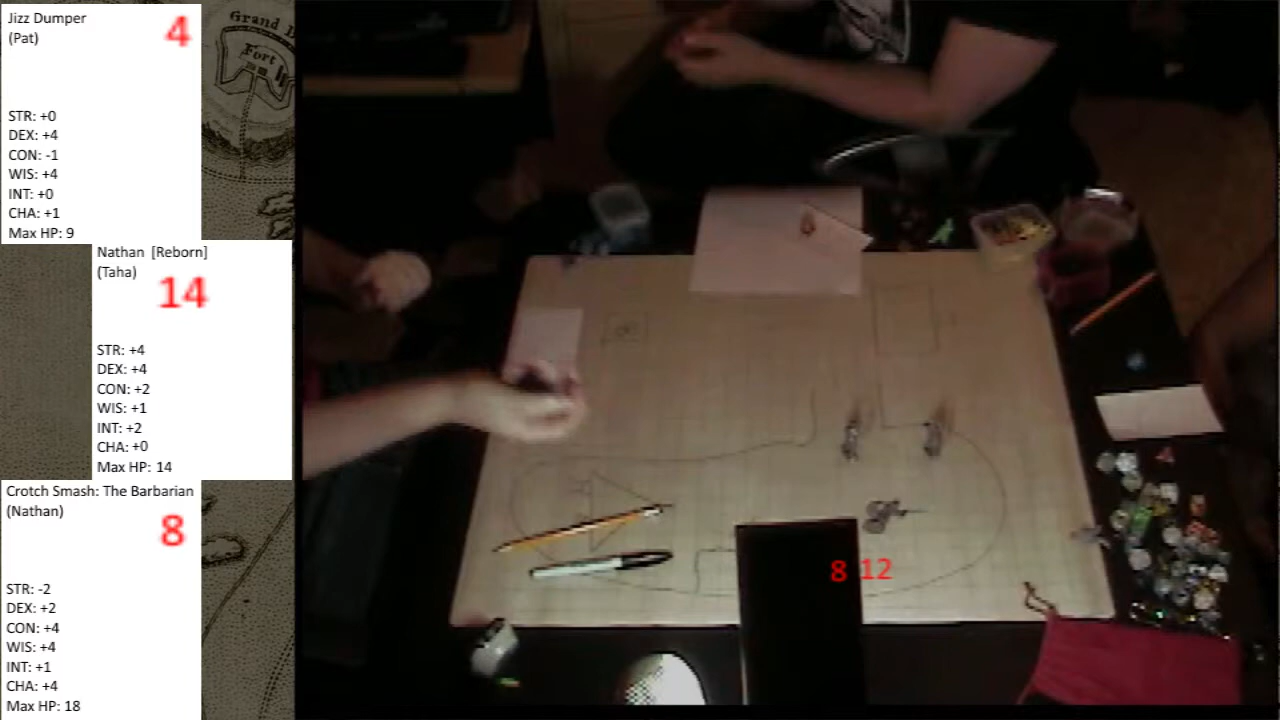 Jizz Dumper
(Pat)
4
STR: +0
DEX: +4
CON: -1
WIS: +4
INT: +0
CHA: +1
Max HP: 9
Grand
Fort
Nathan [Reborn]
(Taha)
14
STR: +4
DEX: +4
CON: +2
WIS: +1
INT: +2
CHA: +0
Max HP: 14
Crotch Smash: The Barbarian
(Nathan)
8
STR: -2
DEX: +2
CON: +4
WIS: +4
INT: +1
CHA: +4
Max HP: 18
8 12